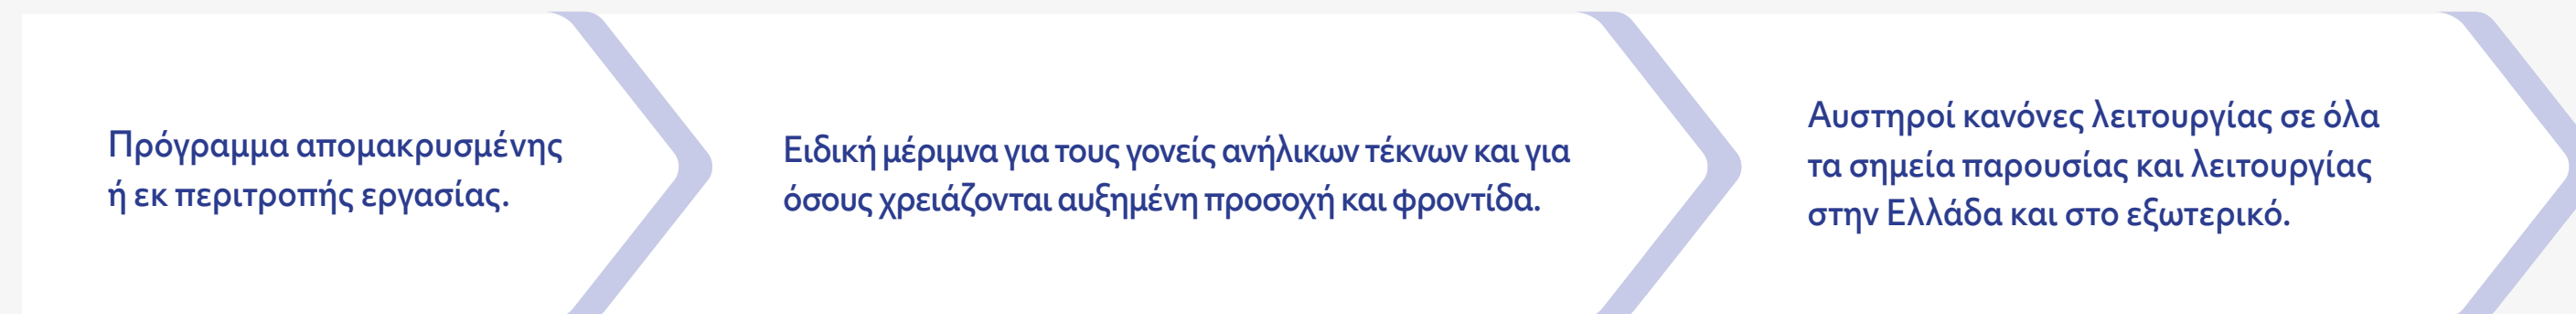 Πρόγραμμα απομακρυσμένης
ή εκ περιτροπής εργασίας.
Ειδική μέριμνα για τους γονείς ανήλικων τέκνων και για
όσους χρειάζονται αυξημένη προσοχή και φροντίδα.
Αυστηροί κανόνες λειτουργίας σε όλα
τα σημεία παρουσίας και λειτουργίας
στην Ελλάδα και στο εξωτερικό.